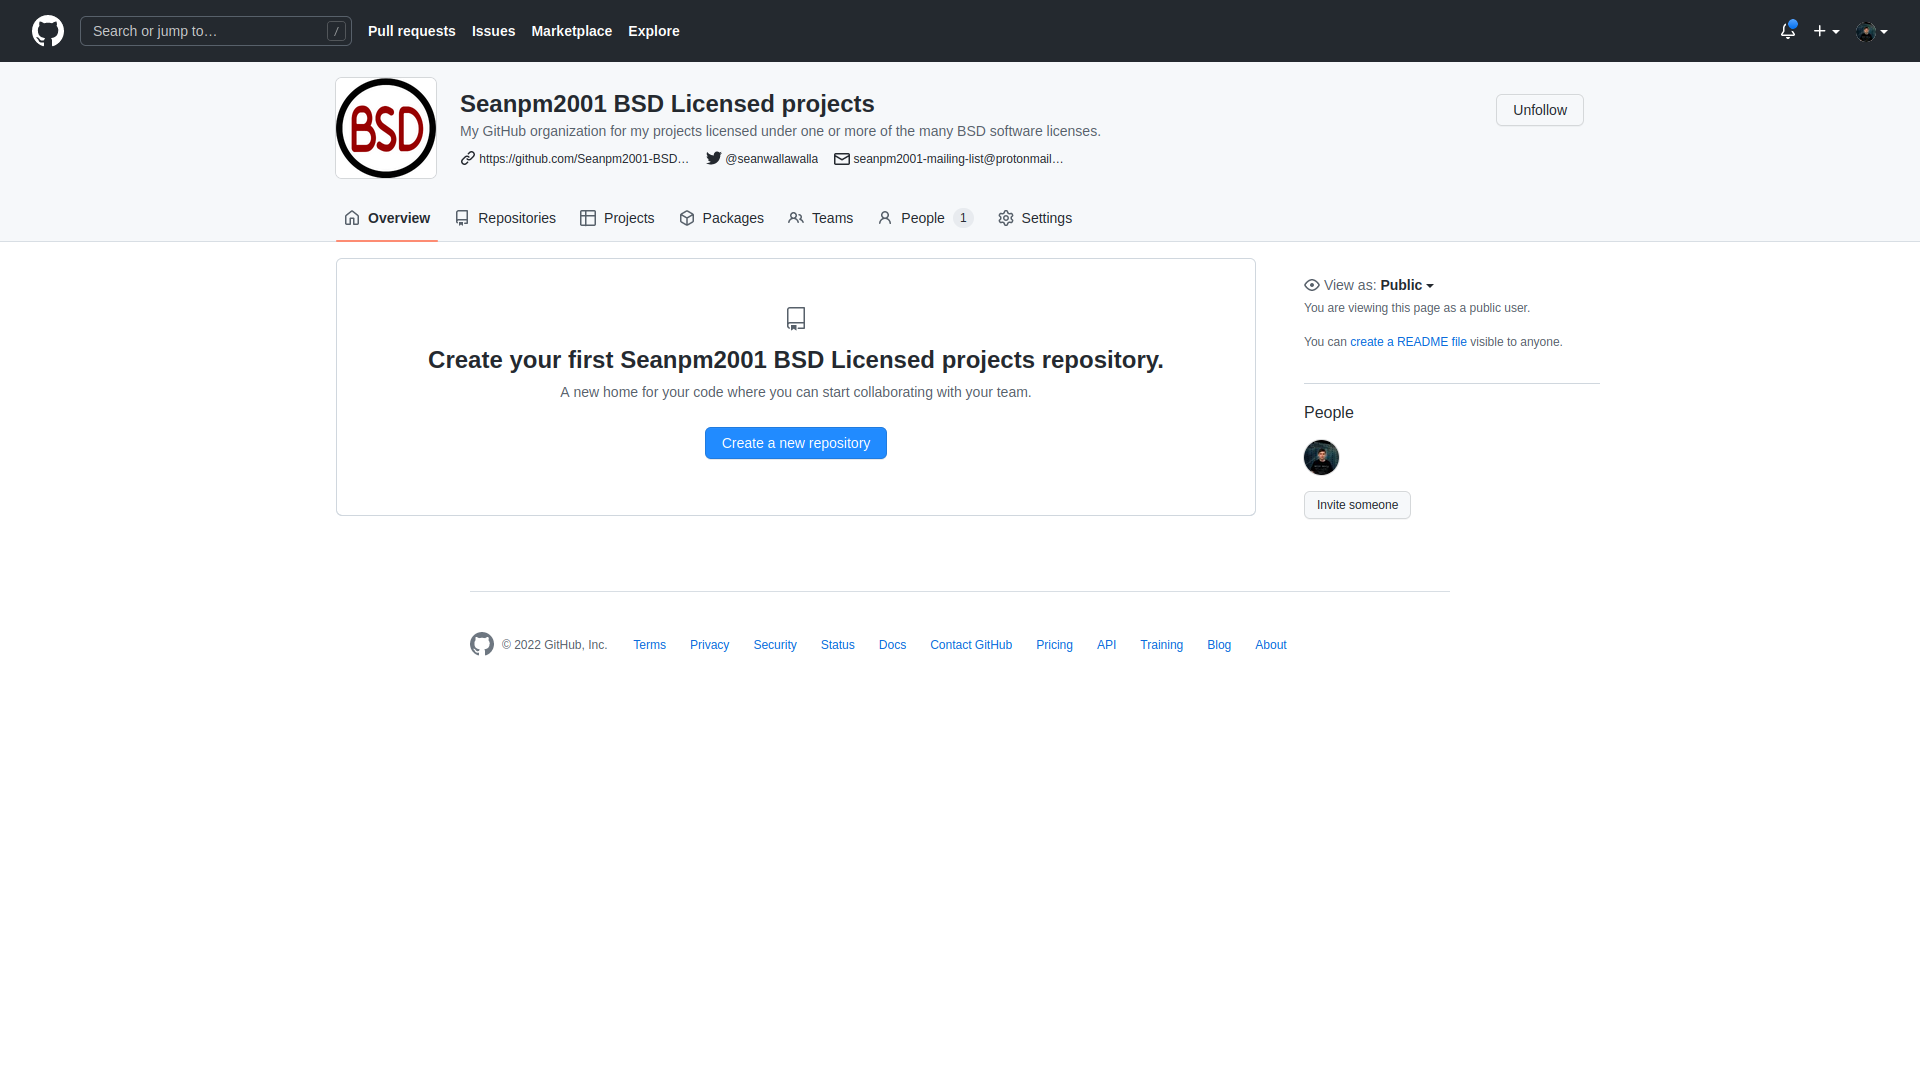 Search or jump to…
/
Pull requests
Issues
Marketplace
Explore
BSD
Seanpm2001 BSD Licensed projects
Unfollow
My GitHub organization for my projects licensed under one or more of the many BSD software licenses.
https://github.com/Seanpm2001-BSD…
@seanwallawalla
seanpm2001-mailing-list@protonmail…
Overview
Repositories
Projects
Packages
Teams
People 1
Settings
Create your first Seanpm2001 BSD Licensed projects repository.
A new home for your code where you can start collaborating with your team.
Create a new repository
View as: Public
You are viewing this page as a public user.
You can create a README file visible to anyone.
People
Invite someone
© 2022 GitHub, Inc.
Terms
Privacy
Security
Status
Docs
Contact GitHub
Pricing
API
Training
Blog
About